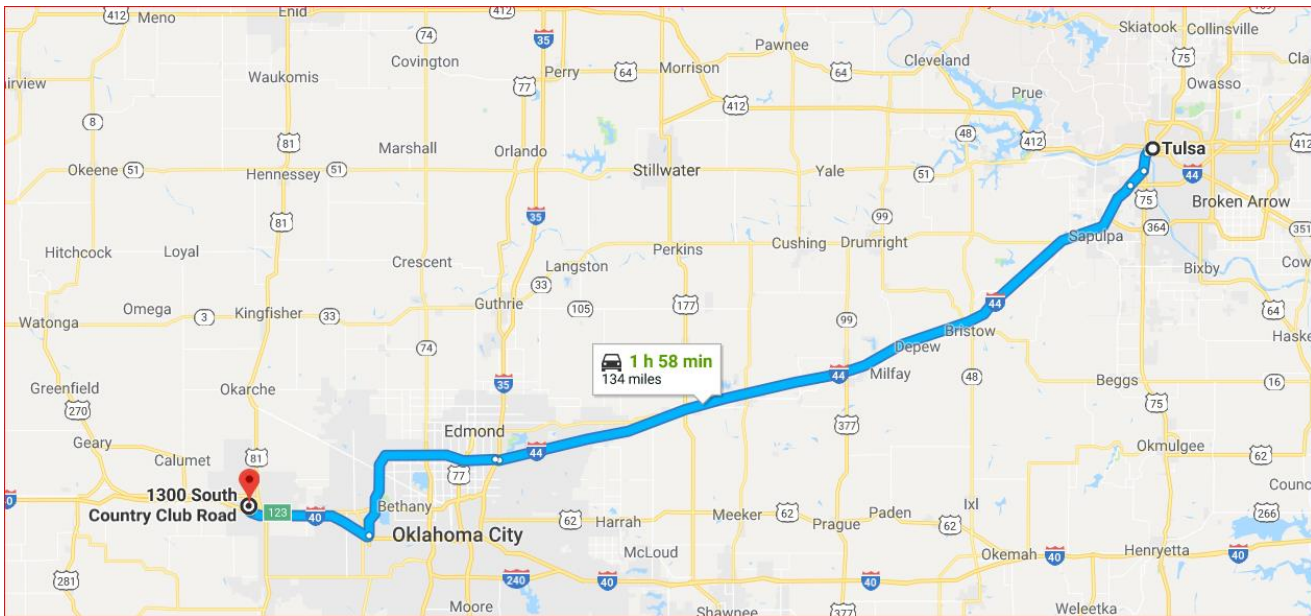 412
Meno
Enid
412
74
35
Pawnee
Cleveland
Skiatook
Collinsville
75
Covington
Perry
64
Morrison
64
Waukomis
77
Owasso
412
Prue
8
81
48
Marshall
Orlando
412
Tulsa
412
Okeene
51
Hennessey
51
Stillwater
Yale
51
44
81
35
99
75
Broken Arrow
364
351
Hitchcock
Loyal
Perkins
Cushing
Drumright
Sapulpa
Crescent
Langston
33
Bixby
Omega
3
Kingfisher
33
Guthrie
105
177
44
64
Watonga
99
Bristow
74
Depew
1 h 58 min
134 miles
Greenfield
Okarche
35
44
Milfay
48
Beggs
16
270
75
Geary
Edmond
44
377
Okmulgee
Calumet
81
77
62
62
1300 South
Country Club Road
123
40
Bethany
62
Harrah
Meeker
62
Prague
Paden
Ixl
266
Oklahoma City
McLoud
Okemah
40
Henryetta
40
281
240
40
40
Moore
Shawnee
377
Weleetka